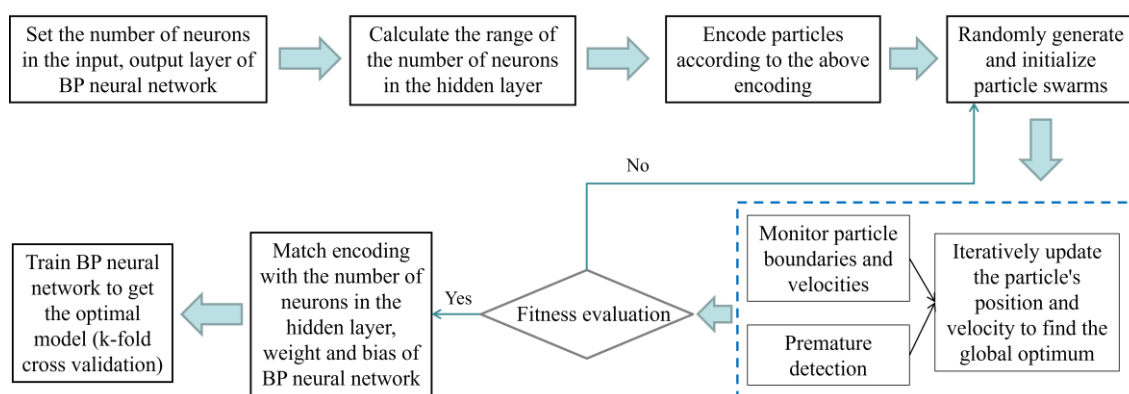 Set the number of neurons
in the input, output layer of
BP neural network
Calculate the range of
the number of neurons
in the hidden layer
Encode particles
according to the above
encoding
Randomly generate
and initialize
particle swarms
No
Monitor particle
boundaries and
velocities
Premature
detection
Iteratively update
the particle's
position and
velocity to find the
global optimum
Fitness evaluation
Yes
Match encoding
with the number of
neurons in the
hidden layer,
weight and bias of
BP neural network
Train BP neural
network to get
the optimal
model (k-fold
cross validation)